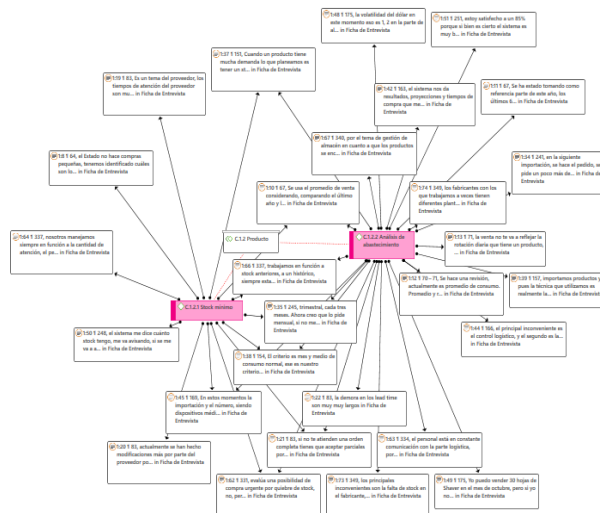 1:48 ¶ 175, la volatilidad del dólar en
este momento eso es 1, 2 en la parte de
al... in Ficha de Entrevista
1:51 ¶ 251, estoy satisfecho a un 85%
porque si bien es cierto el sistema es
muy b... in Ficha de Entrevista
1:37 ¶ 151, Cuando un producto tiene
mucha demanda lo que planeamos es
tener un st... in Ficha de Entrevista
1:19 ¶ 83, Es un tema del proveedor, los
tiempos de atención del proveedor
son mu... in Ficha de Entrevista
1:42 ¶ 163, el sistema nos da
resultados, proyecciones y tiempos
de compra que me... in Ficha de
Entrevista
1:11 ¶ 67, Se ha estado tomando como
referencia parte de este año, los
últimos 6... in Ficha de Entrevista
1:67 ¶ 349, por el tema de gestión de
almacén en cuanto a que los productos
se enc... in Ficha de Entrevista
1:8 ¶ 64, el Estado no hace compras
pequeñas, tenemos identificado cuáles
son lo... in Ficha de Entrevista
1:34 ¶ 241, en la siguiente
importación, se hace el pedido, se
pide un poco más de... in Ficha de
Entrevista
1:10 ¶ 67, Se usa el promedio de venta
considerando, comparando el último
año y l... in Ficha de Entrevista
1:74 ¶ 349, los fabricantes con los
que trabajamos a veces tienen
diferentes plant... in Ficha de
Entrevista
1:64 ¶ 337, nosotros manejamos
siempre en función a la cantidad de
atención, el pe... in Ficha de
Entrevista
C.1.2 Producto
C.1.2.2 Análisis de
abastecimiento
1:13 ¶ 71, la venta no te va a reflejar la
rotación diaria que tiene un producto,
... in Ficha de Entrevista
1:66 ¶ 337, trabajamos en función a
stock anteriores, a un histórico,
siempre esta... in Ficha de
Entrevista
1:12 ¶ 70 – 71, Se hace una revisión,
actualmente es promedio de consumo.
Promedio y r... in Ficha de
Entrevista
1:39 ¶ 157, importamos productos y
pues la técnica que utilizamos es
realmente la... in Ficha de Entrevista
C.1.2.1 Stock mínimo
1:35 ¶ 245, trimestral, cada tres
meses. Ahora creo que lo pide
mensual, si no me... in Ficha de
Entrevista
1:50 ¶ 248, el sistema me dice cuánto
stock tengo, me va avisando, si se me
va a a... in Ficha de Entrevista
1:44 ¶ 166, el principal inconveniente es
el control logístico, y el segundo es la...
in Ficha de Entrevista
1:38 ¶ 154, El criterio es mes y medio de
consumo normal, ese es nuestro
criterio... in Ficha de Entrevista
1:45 ¶ 169, En estos momentos la
importación y el número, siendo
dispositivos médi... in Ficha de
Entrevista
1:22 ¶ 83, la demora en los lead time
son muy muy largos in Ficha de
Entrevista
1:20 ¶ 83, actualmente se han hecho
modificaciones más por parte del
proveedor po... in Ficha de Entrevista
1:21 ¶ 83, si no te atienden una orden
completa tienes que aceptar parciales
por... in Ficha de Entrevista
1:63 ¶ 334, el personal está en constante
comunicación con la parte logística,
por... in Ficha de Entrevista
1:62 ¶ 331, evalúa una posibilidad de
compra urgente por quiebre de stock,
no, per... in Ficha de Entrevista
1:73 ¶ 349, los principales
inconvenientes son la falta de stock en
el fabricante,... in Ficha de Entrevista
1:49 ¶ 175, Yo puedo vender 30 hojas de
Shaver en el mes de octubre, pero si yo
no... in Ficha de Entrevista